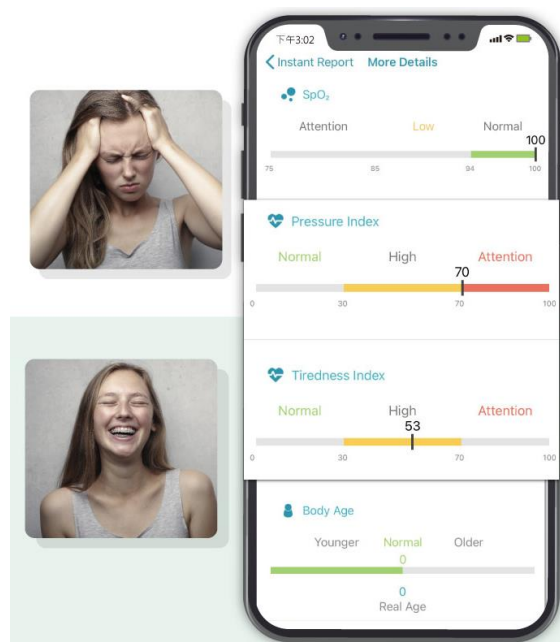 下午3:02
Instant Report More Details
SpO₂
Attention Low Normal
100
75 85 94 100
Pressure Index
Normal High Attention
70
0 30 70 100
Tiredness Index
Normal High Attention
53
0 30 70 100
Body Age
Younger Normal Older
0
0
Real Age